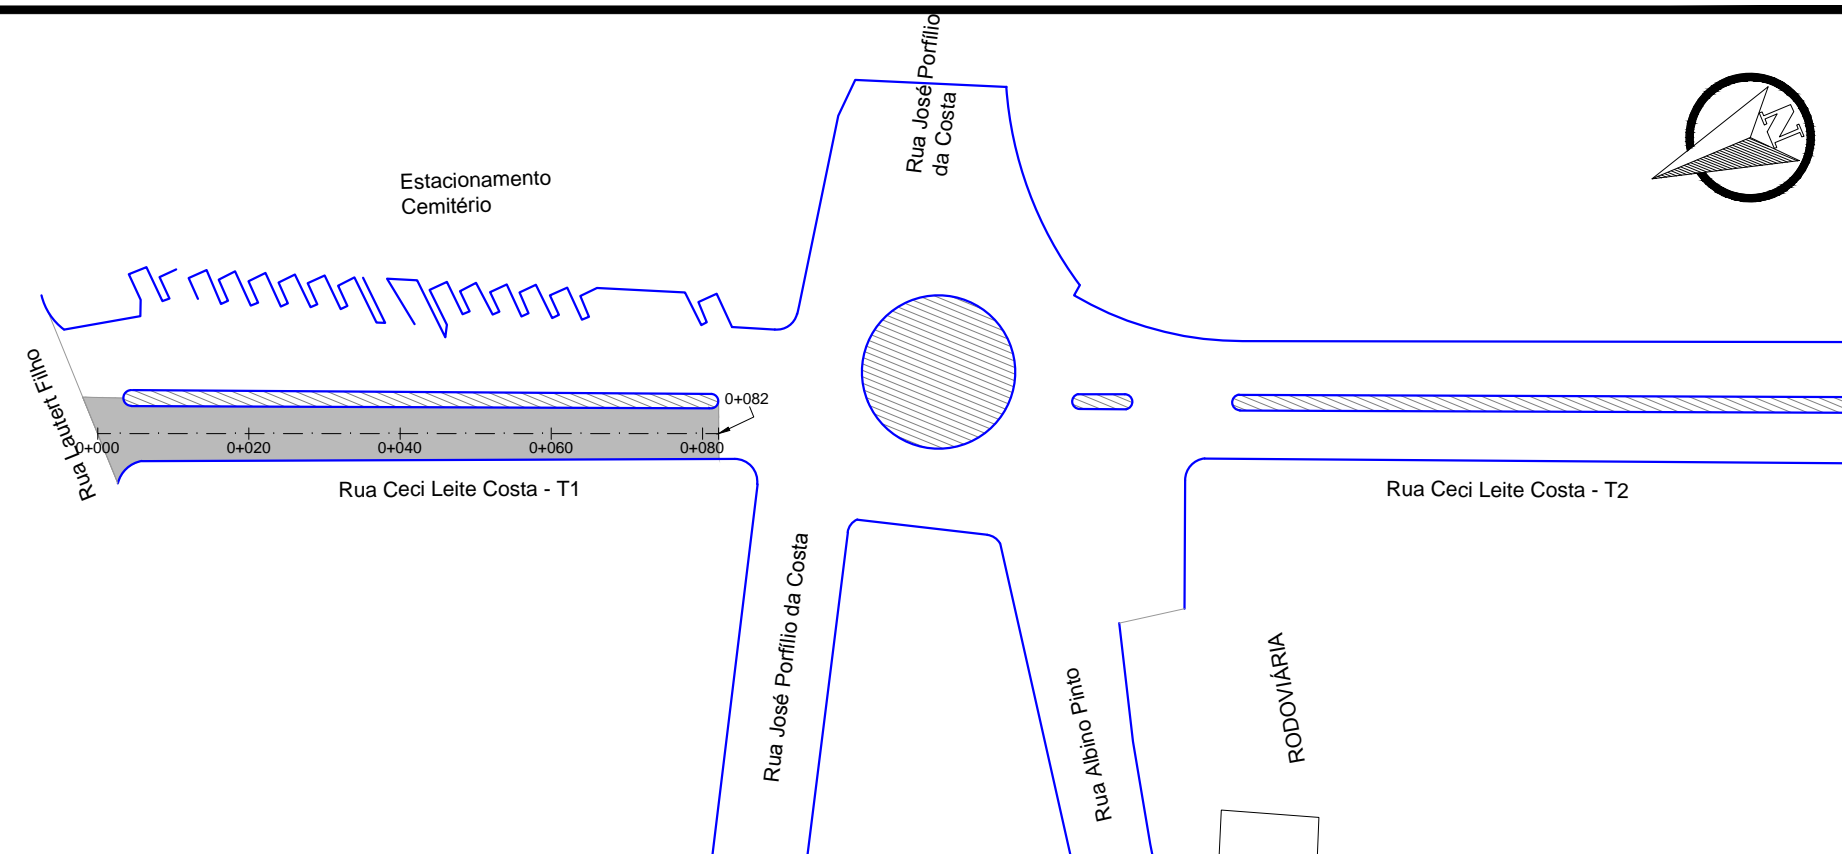 Rua José Porfílio
da Costa
N
Estacionamento
Cemitério
Rua Lautert Filho
0+082
0+000
0+020
0+040
0+060
0+080
Rua Ceci Leite Costa - T1
Rua Ceci Leite Costa - T2
Rua José Porfílio da Costa
Rua Albino Pinto
RODOVIÁRIA